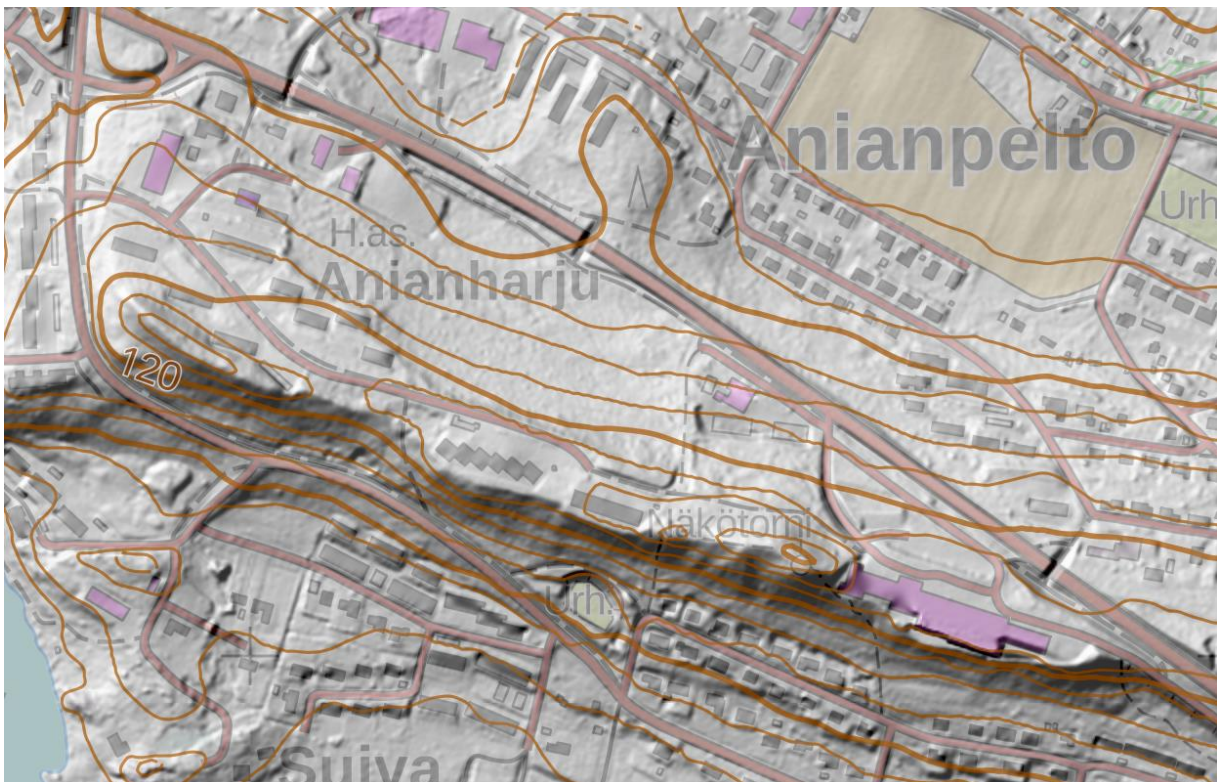 Anianpelto
Urh.
H.as.
Anianharju
120
Näkötorni
Urh.
Suiva